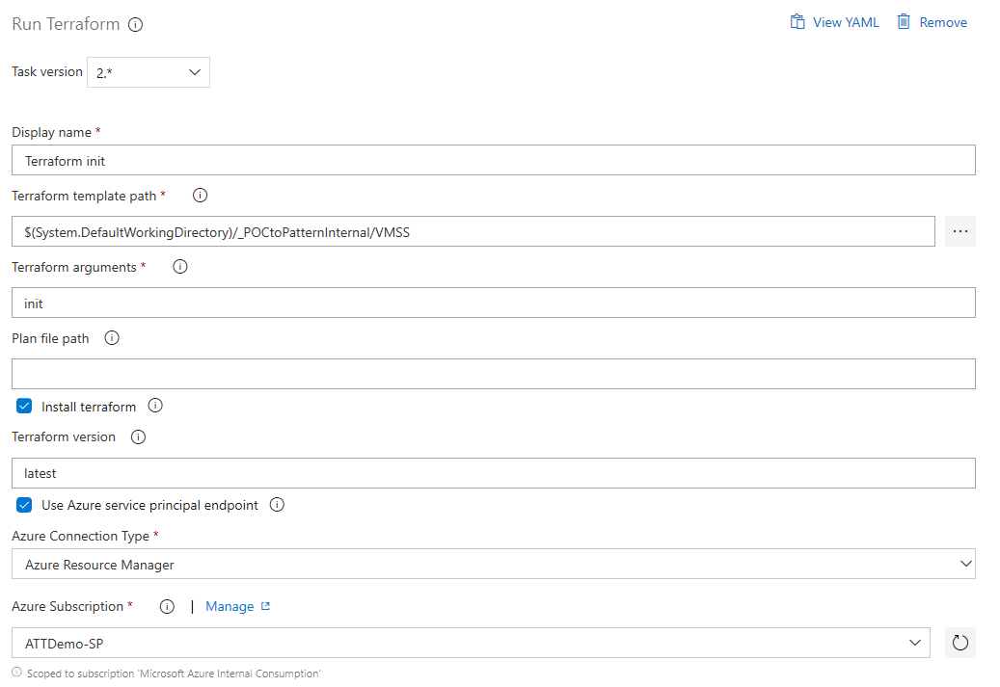 Run Terraform
View YAML
Remove
Task version
2.*
Display name *
Terraform init
Terraform template path *
$(System.DefaultWorkingDirectory)/_POCtoPatternInternal/VMSS
...
Terraform arguments *
init
Plan file path
Install terraform
Terraform version
latest
Use Azure service principal endpoint
Azure Connection Type *
Azure Resource Manager
Azure Subscription * | Manage
ATTDemo-SP
Scoped to subscription 'Microsoft Azure Internal Consumption'